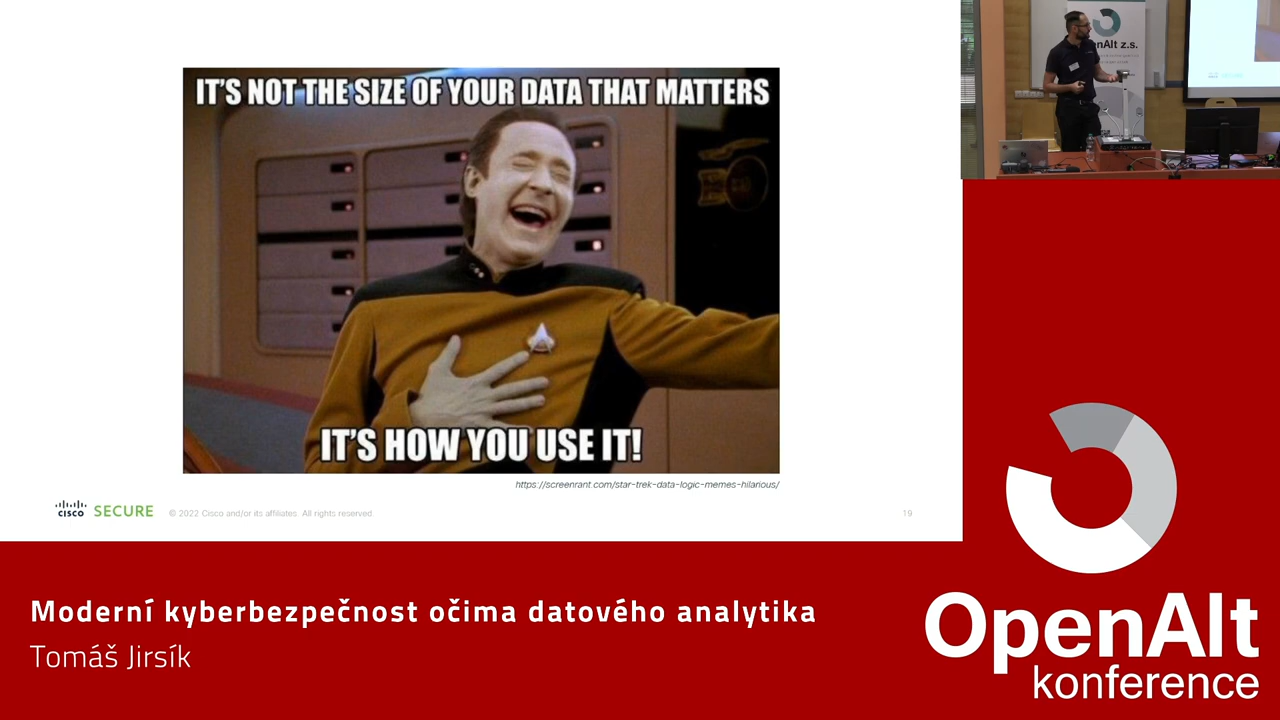 IT'S NOT THE SIZE OF YOUR DATA THAT MATTERS
IT'S HOW YOU USE IT!
https://screenrant.com/star-trek-data-logic-memes-hilarious/
CISCO SECURE © 2022 Cisco and/or its affiliates. All rights reserved. 19
enAlt z.s.
Moderní kyberbezpečnost očima datového analytika
Tomáš Jirsík
OpenAlt
konference